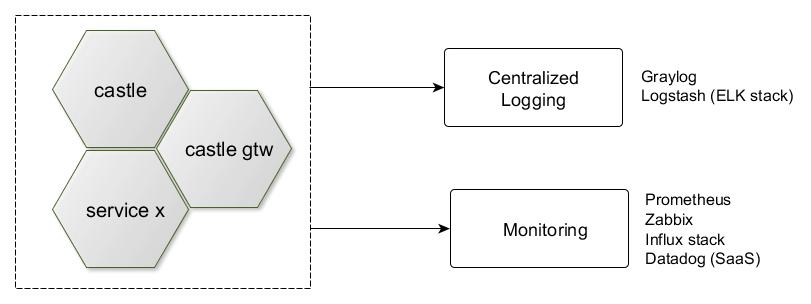 castle
castle gtw
service x
Centralized
Logging
Graylog
Logstash (ELK stack)
Monitoring
Prometheus
Zabbix
Influx stack
Datadog (SaaS)